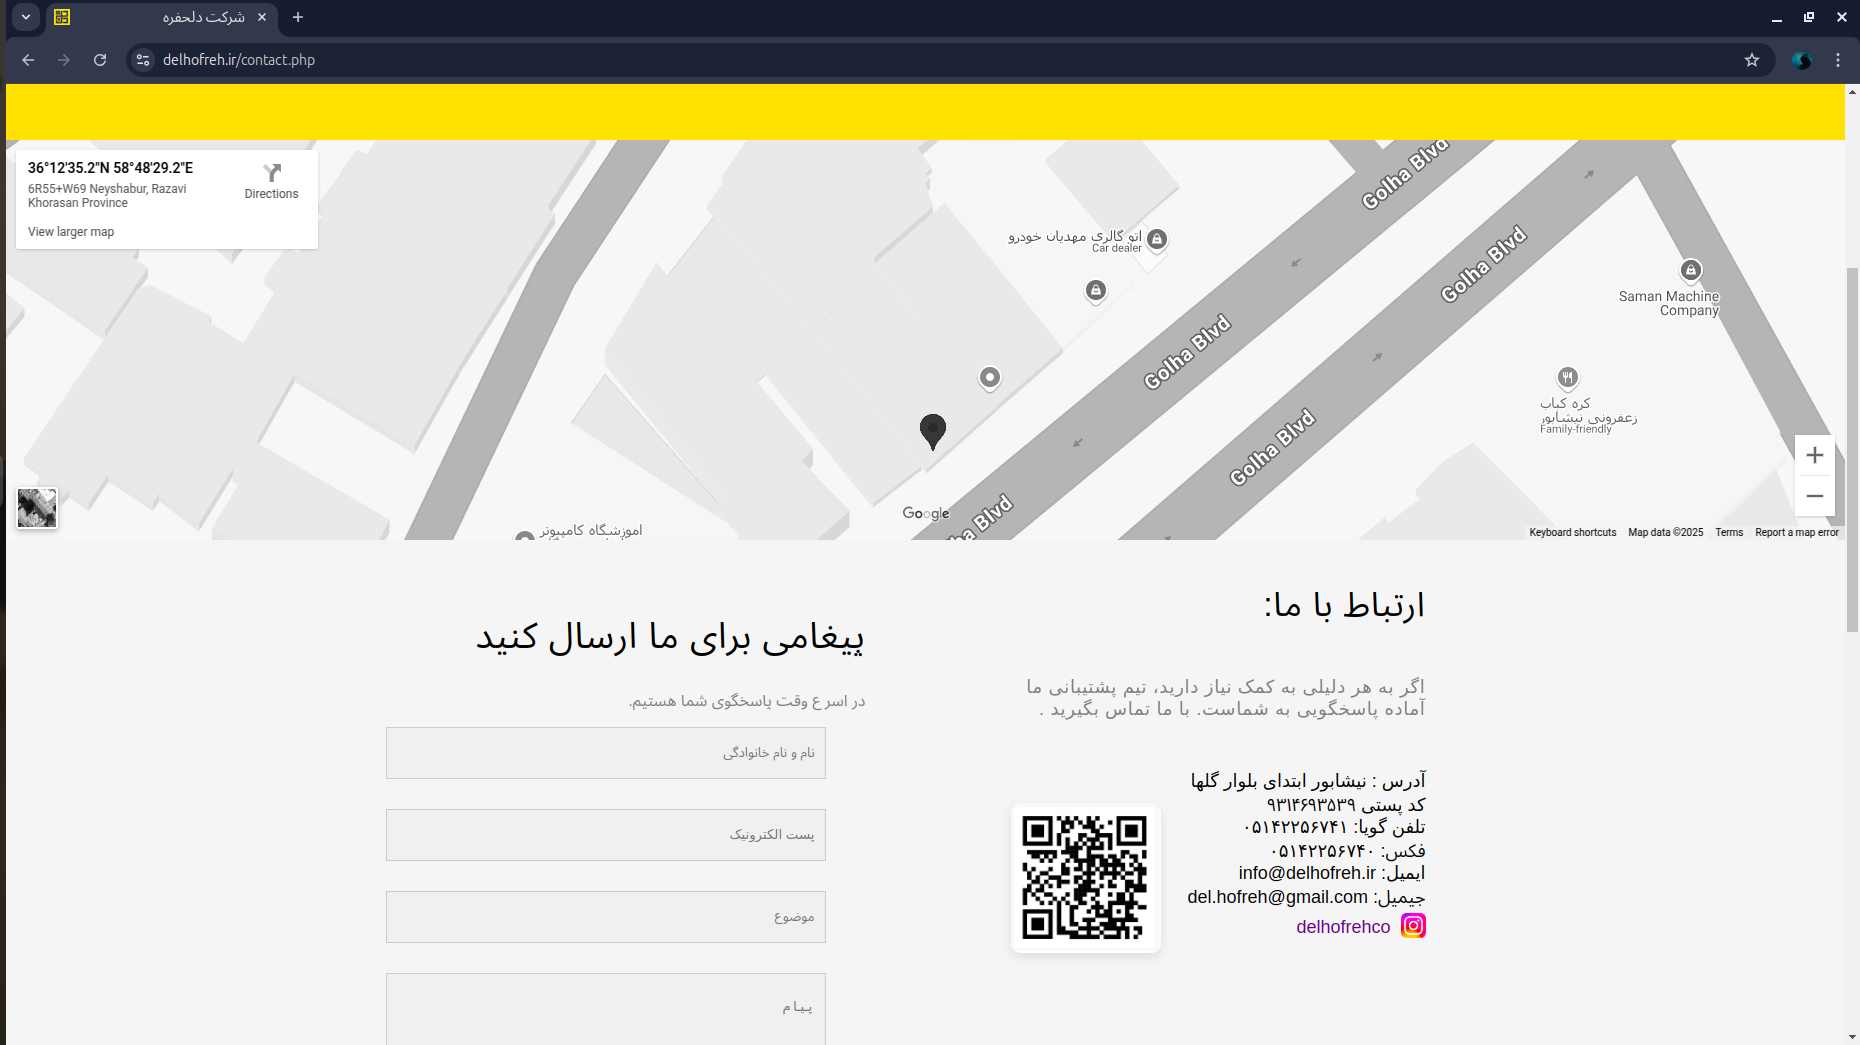 شرکت دلحفره
delhofreh.ir/contact.php
36°12'35.2"N 58°48'29.2"E
6R55+W69 Neyshabur, Razavi
Khorasan Province
Directions
View larger map
Golha Blvd
Golha Blvd
اتو گالری مهدیان خودرو
Car dealer
Saman Machine
Company
Golha Blvd
کره کباب
زعفرونی نیشابور
Family-friendly
Golha Blvd
Google
ha Blvd
اموزشگاه کامپیوتر
Keyboard shortcuts
Map data ©2025
Terms
Report a map error
ارتباط با ما:
اگر به هر دلیلی به کمک نیاز دارید، تیم پشتیبانی ما
آماده پاسخگویی به شماست. با ما تماس بگیرید .
آدرس : نیشابور ابتدای بلوار گلها
کد پستی ۹۳۱۴۶۹۳۵۳۹
تلفن گویا: ۰۵۱۴۲۲۵۶۷۴۱
فکس: ۰۵۱۴۲۲۵۶۷۴۰
ایمیل: info@delhofreh.ir
جیمیل: del.hofreh@gmail.com
delhofrehco
پیغامی برای ما ارسال کنید
در اسرع وقت پاسخگوی شما هستیم.
نام و نام خانوادگی
پست الکترونیک
موضوع
پیام